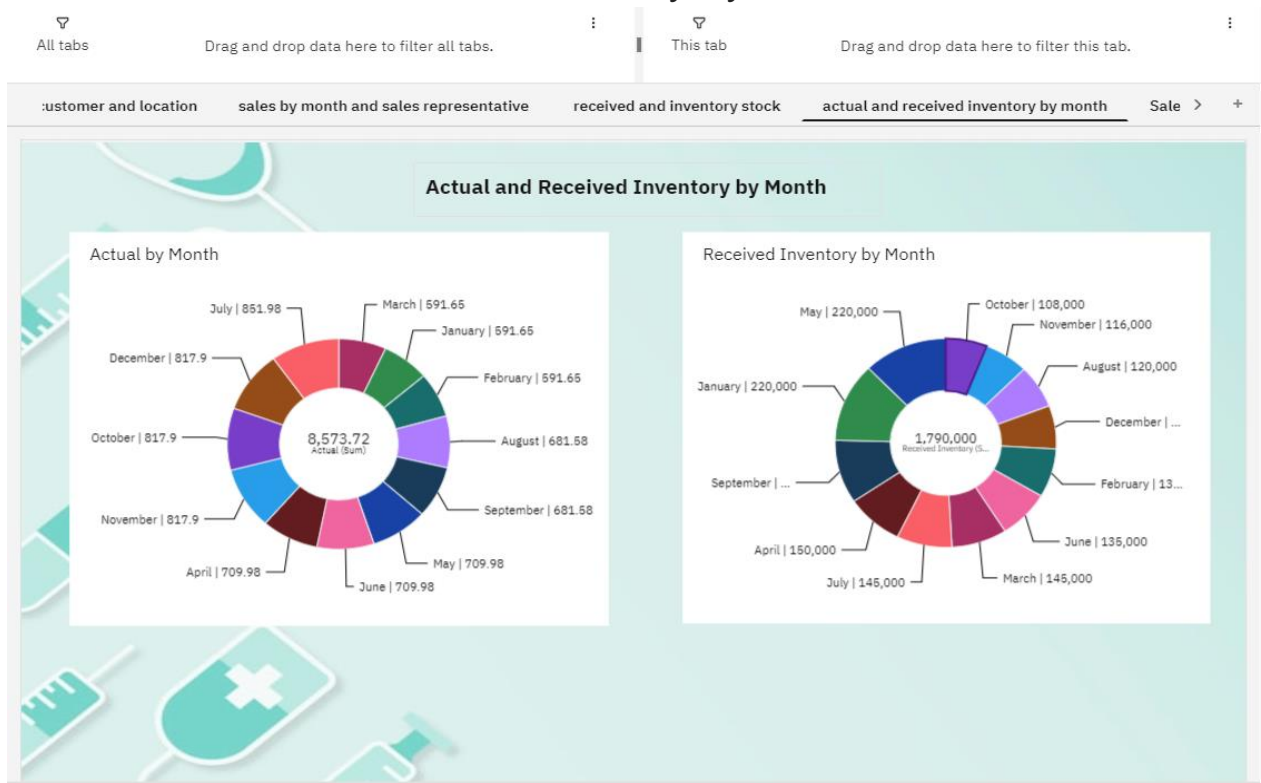 All tabs
Drag and drop data here to filter all tabs.
This tab
Drag and drop data here to filter this tab.
:ustomer and location
sales by month and sales representative
received and inventory stock
actual and received inventory by month
Sale
Actual and Received Inventory by Month
Actual by Month
July | 851.98
March | 591.65
January | 591.65
December | 817.9
February | 591.65
October | 817.9
8,573.72
Actual (Sum)
August | 681.58
September | 681.58
November | 817.9
May | 709.98
April | 709.98
June | 709.98
Received Inventory by Month
May | 220,000
October | 108,000
November | 116,000
August | 120,000
January | 220,000
December | ...
1,790,000
Received Inventory (S...
September | ...
February | 13...
June | 135,000
April | 150,000
July | 145,000
March | 145,000